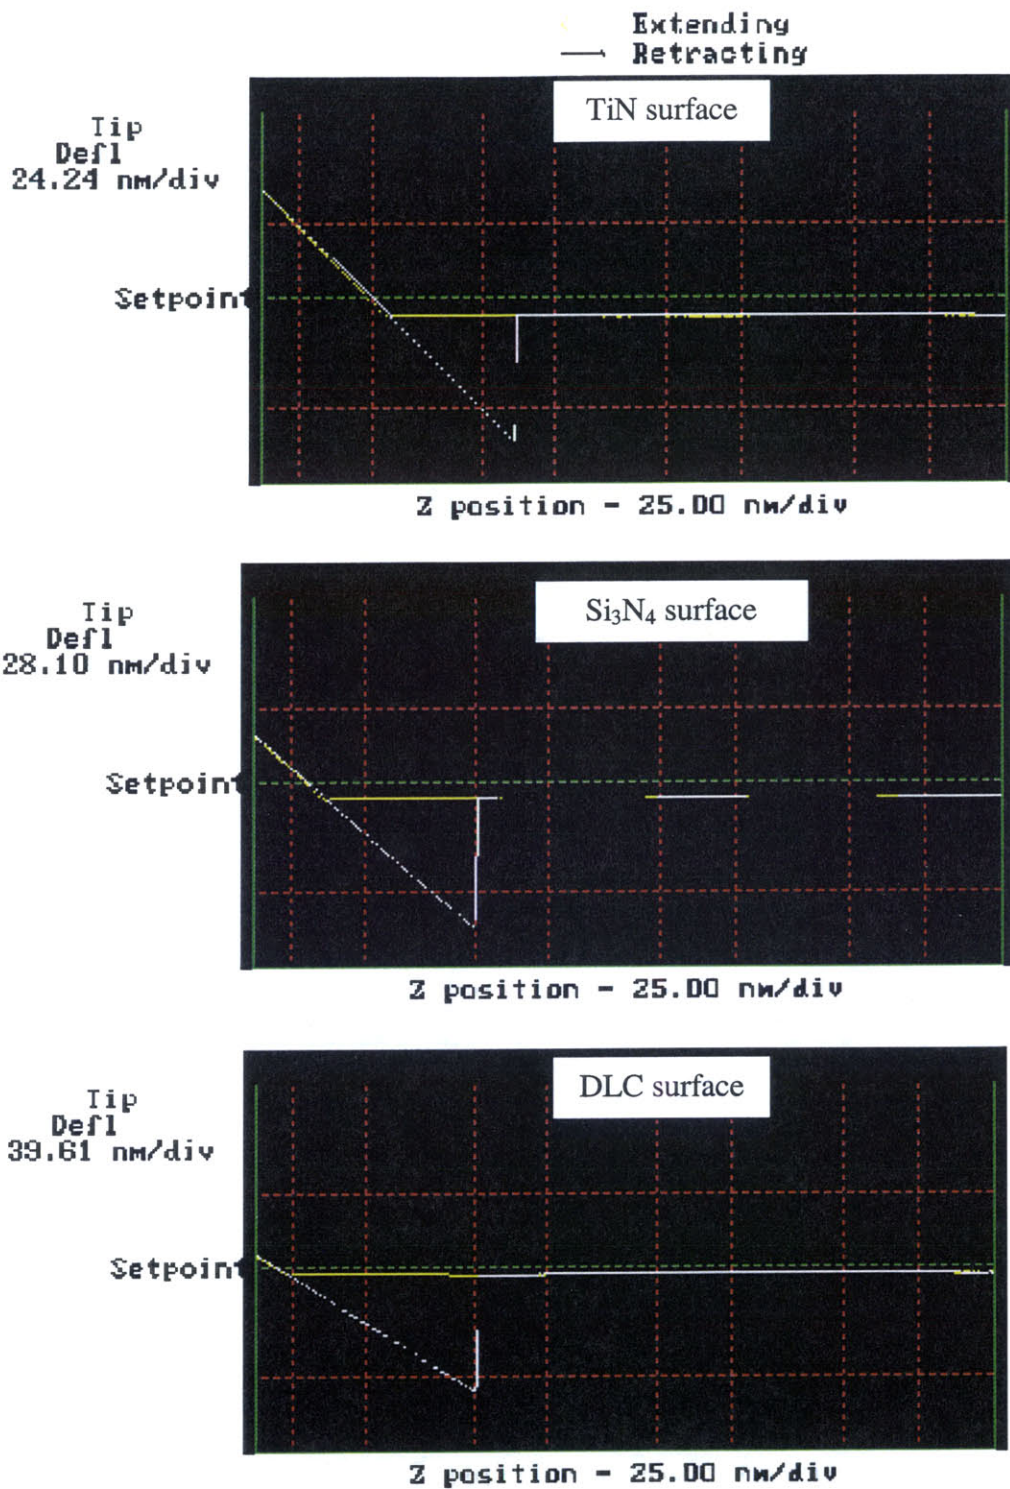 Extending
Retracting
TiN surface
Tip
Defl
24.24 nm/div
Setpoint
Z position - 25.00 nm/div
Si₃N₄ surface
Tip
Defl
28.10 nm/div
Setpoint
Z position - 25.00 nm/div
DLC surface
Tip
Defl
39.61 nm/div
Setpoint
Z position - 25.00 nm/div